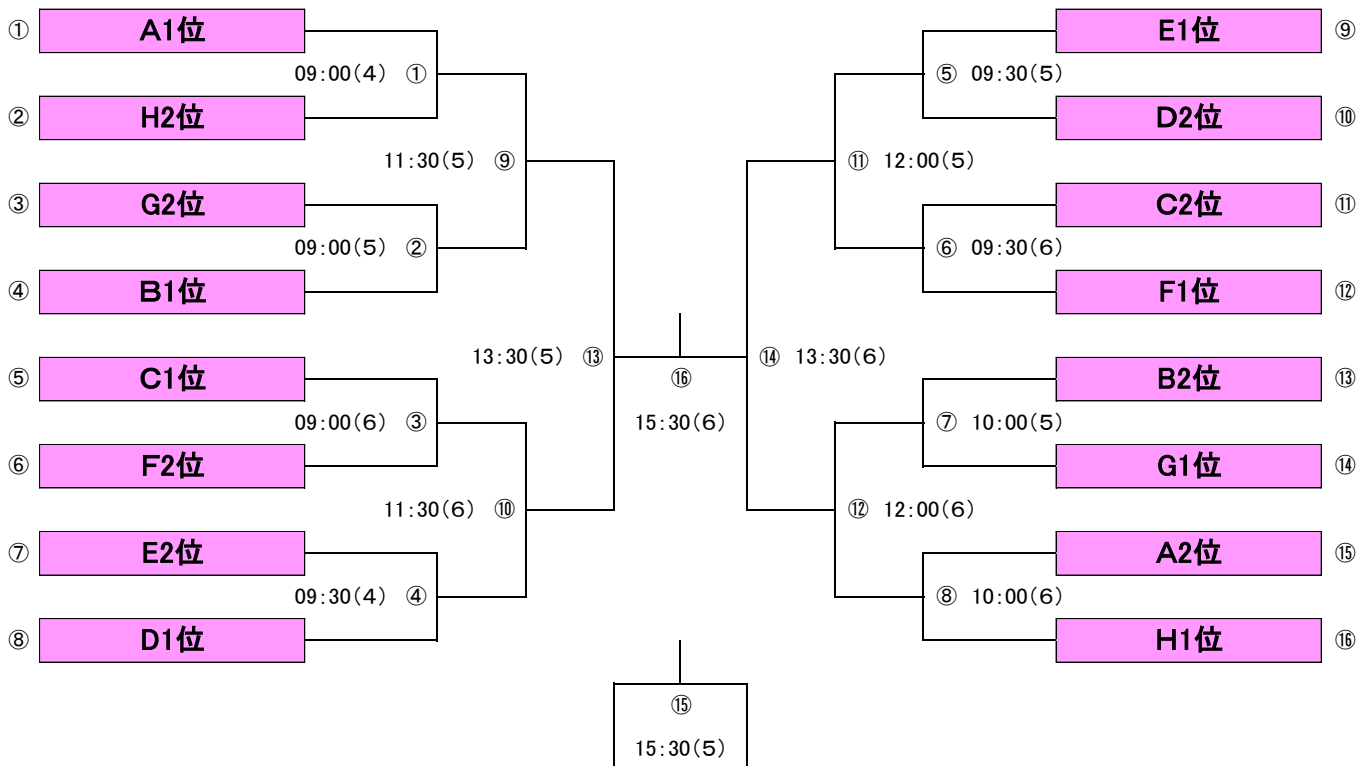 ① A1位
09:00(4) ①
② H2位
11:30(5) ⑨
③ G2位
09:00(5) ②
④ B1位
13:30(5) ⑬
⑤ C1位
09:00(6) ③
⑥ F2位
11:30(6) ⑩
⑦ E2位
09:30(4) ④
⑧ D1位
⑯
15:30(6)
⑮
15:30(5)
E1位 ⑨
⑤ 09:30(5)
D2位 ⑩
⑪ 12:00(5)
C2位 ⑪
⑥ 09:30(6)
F1位 ⑫
⑭ 13:30(6)
B2位 ⑬
⑦ 10:00(5)
G1位 ⑭
⑫ 12:00(6)
A2位 ⑮
⑧ 10:00(6)
H1位 ⑯